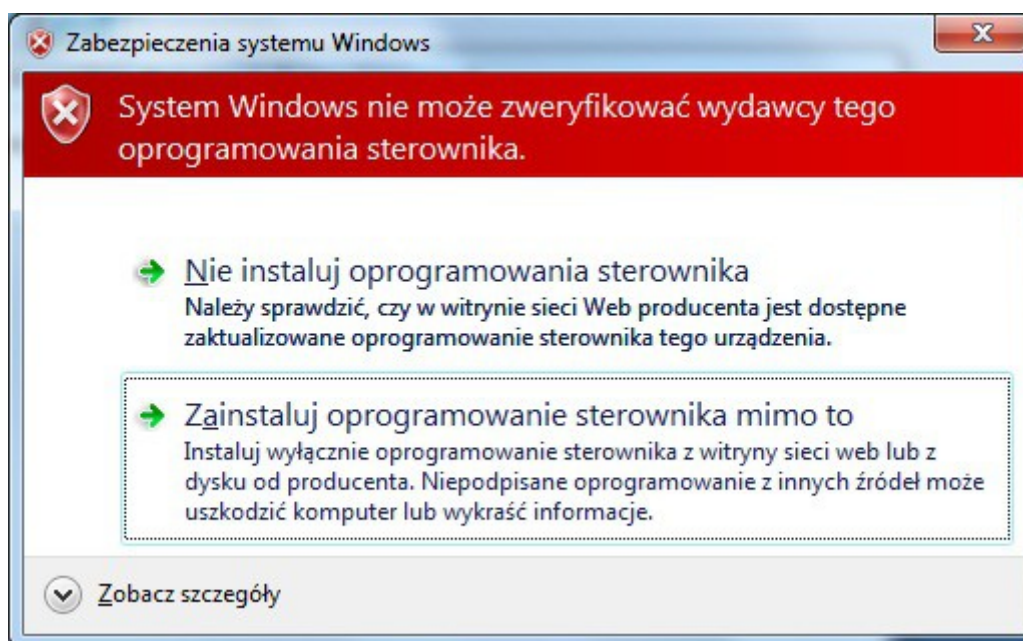 Zabezpieczenia systemu Windows
System Windows nie może zweryfikować wydawcy tego
oprogramowania sterownika.
Nie instaluj oprogramowania sterownika
Należy sprawdzić, czy w witrynie sieci Web producenta jest dostępne
zaktualizowane oprogramowanie sterownika tego urządzenia.
Zainstaluj oprogramowanie sterownika mimo to
Instaluj wyłącznie oprogramowanie sterownika z witryny sieci web lub z
dysku od producenta. Niepodpisane oprogramowanie z innych źródeł może
uszkodzić komputer lub wykraść informacje.
Zobacz szczegóły